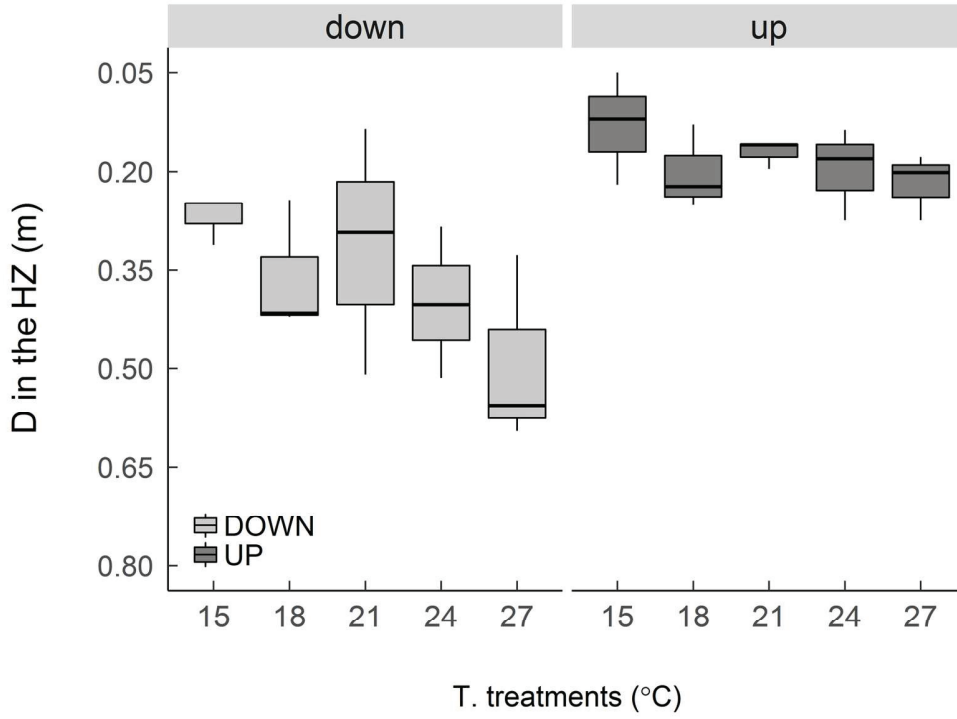 down
up
0.05
0.20
0.35
0.50
0.65
0.80
D in the HZ (m)
DOWN
UP
15 18 21 24 27
15 18 21 24 27
T. treatments (°C)